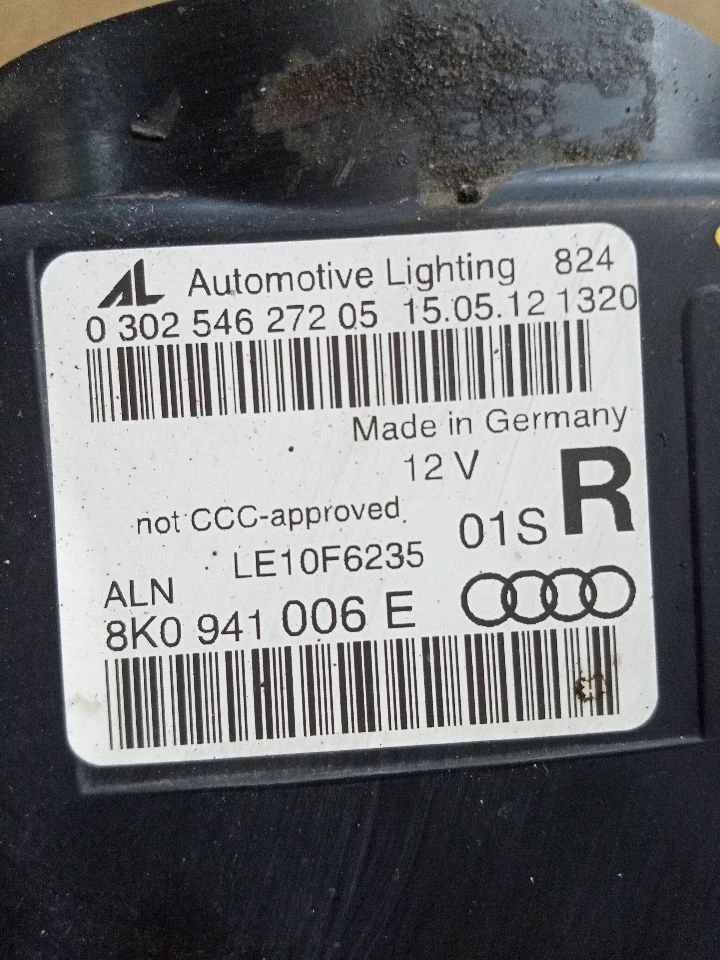 AL Automotive Lighting 824
0 302 546 272 05 15.05.12 1320
Made in Germany
12 V
R
not CCC-approved
01S
LE10F6235
ALN
8K0 941 006 E